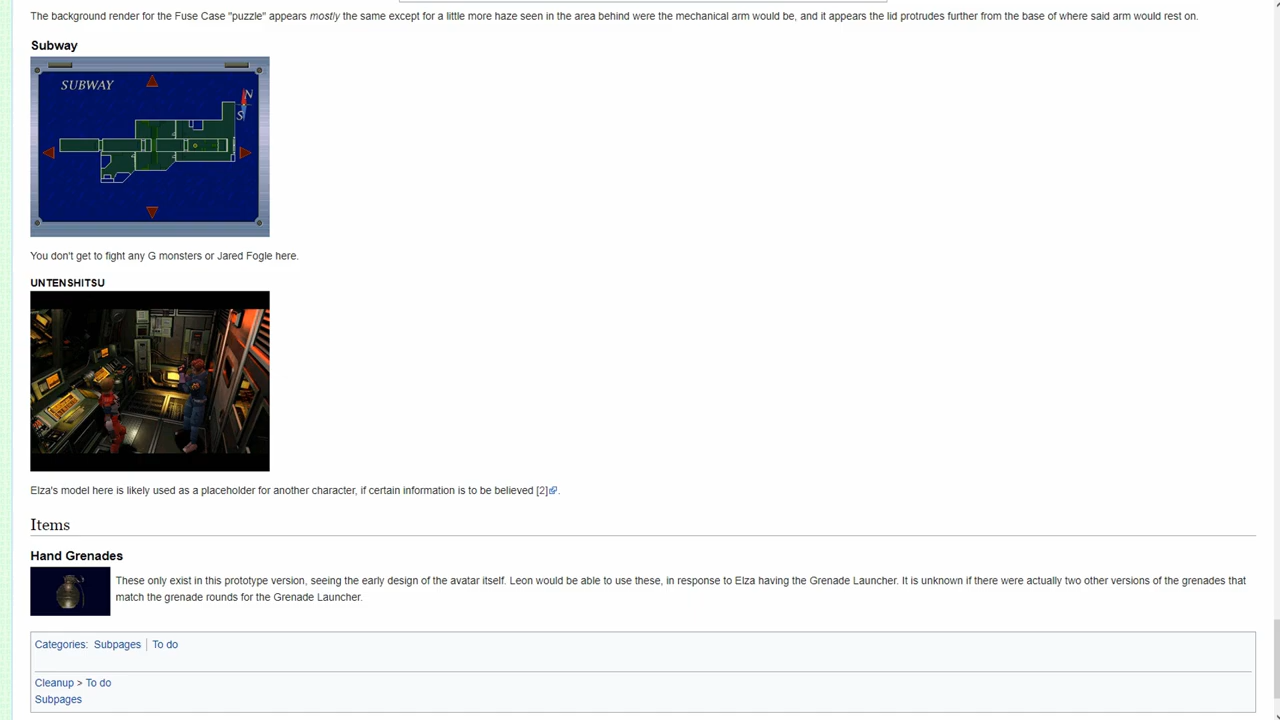 The background render for the Fuse Case "puzzle" appears mostly the same except for a little more haze seen in the area behind were the mechanical arm would be, and it appears the lid protrudes further from the base of where said arm would rest on.
Subway
SUBWAY
N
S
You don't get to fight any G monsters or Jared Fogle here.
UNTENSHITSU
Elza's model here is likely used as a placeholder for another character, if certain information is to be believed [2].
Items
Hand Grenades
These only exist in this prototype version, seeing the early design of the avatar itself. Leon would be able to use these, in response to Elza having the Grenade Launcher. It is unknown if there were actually two other versions of the grenades that
match the grenade rounds for the Grenade Launcher.
Categories: Subpages | To do
Cleanup > To do
Subpages